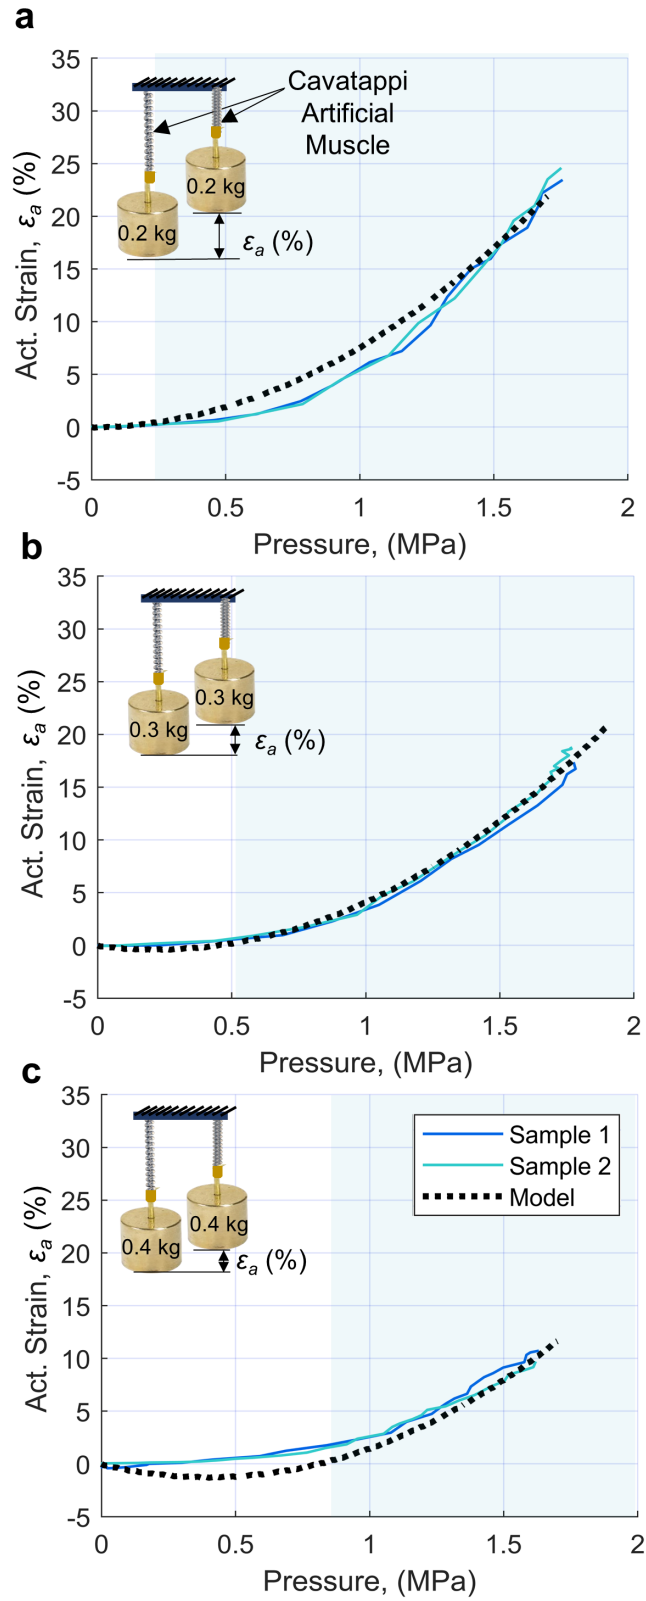 a
35
30
25
20
15
10
5
0
-5
Act. Strain, εa (%)
Cavatappi
Artificial
Muscle
0.2 kg
0.2 kg
εa (%)
0 0.5 1 1.5 2
Pressure, (MPa)
b
35
30
25
20
15
10
5
0
-5
Act. Strain, εa (%)
0.3 kg
0.3 kg
εa (%)
0 0.5 1 1.5 2
Pressure, (MPa)
c
35
30
25
20
15
10
5
0
-5
Act. Strain, εa (%)
0.4 kg
0.4 kg
εa (%)
Sample 1
Sample 2
Model
0 0.5 1 1.5 2
Pressure, (MPa)